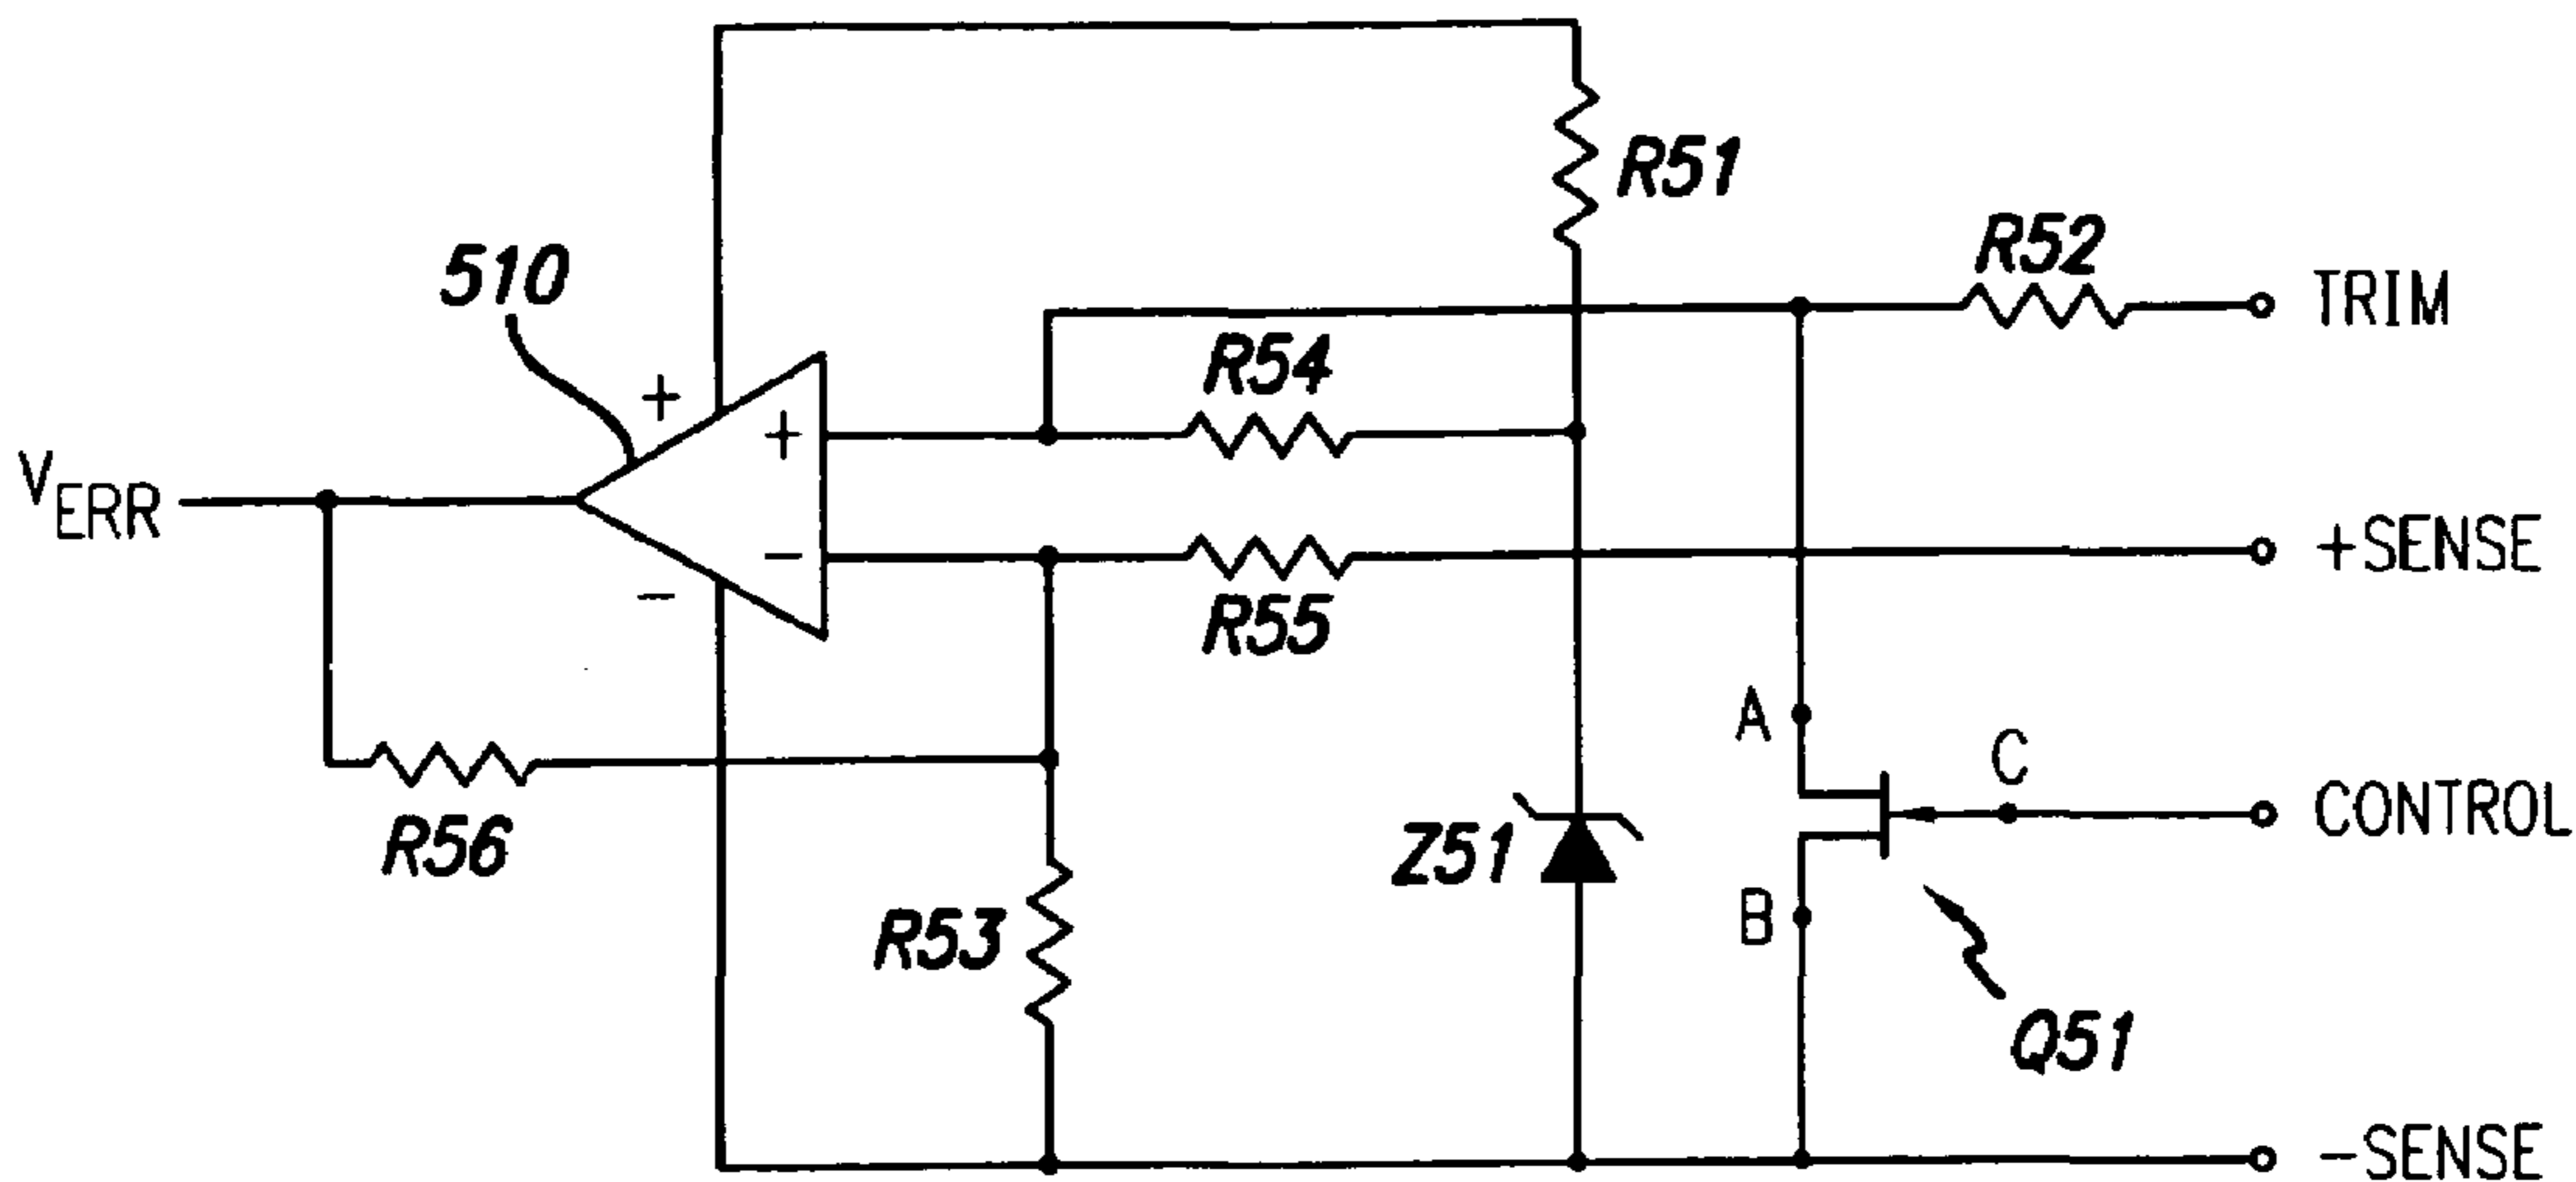 R51
R52
TRIM
510
R54
+
+
V_ERR
−
+SENSE
−
R55
A
C
CONTROL
R56
Z51
B
R53
Q51
−SENSE